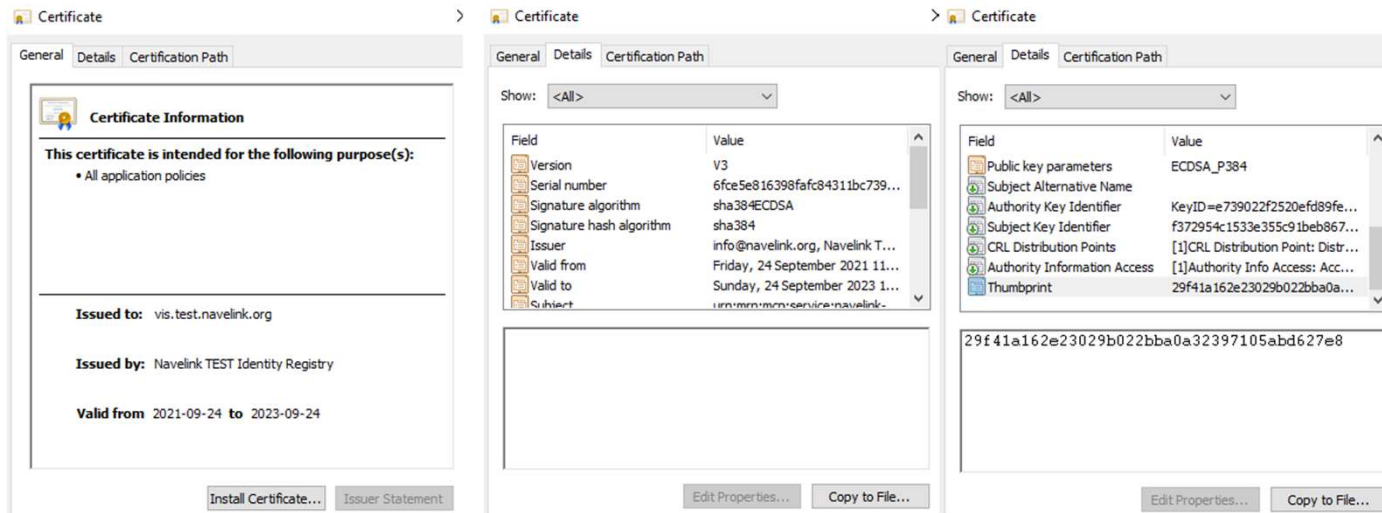 Certificate
General Details Certification Path
Certificate Information
This certificate is intended for the following purpose(s):
• All application policies
Issued to: vis.test.navelink.org
Issued by: Navelink TEST Identity Registry
Valid from 2021-09-24 to 2023-09-24
Install Certificate... Issuer Statement
Certificate
General Details Certification Path
Show: <All>
Field Value
Version V3
Serial number 6fce5e816398fafc84311bc739...
Signature algorithm sha384ECDSA
Signature hash algorithm sha384
Issuer info@navelink.org, Navelink T...
Valid from Friday, 24 September 2021 11...
Valid to Sunday, 24 September 2023 1...
Subject urn:mrn:mcp:service:navelink-
Edit Properties... Copy to File...
Certificate
General Details Certification Path
Show: <All>
Field Value
Public key parameters ECDSA_P384
Subject Alternative Name
Authority Key Identifier KeyID=e739022f2520efd89fe...
Subject Key Identifier f372954c1533e355c91beb867...
CRL Distribution Points [1]CRL Distribution Point: Distr...
Authority Information Access [1]Authority Info Access: Acc...
Thumbprint 29f41a162e23029b022bba0a...
29f41a162e23029b022bba0a32397105abd627e8
Edit Properties... Copy to File...